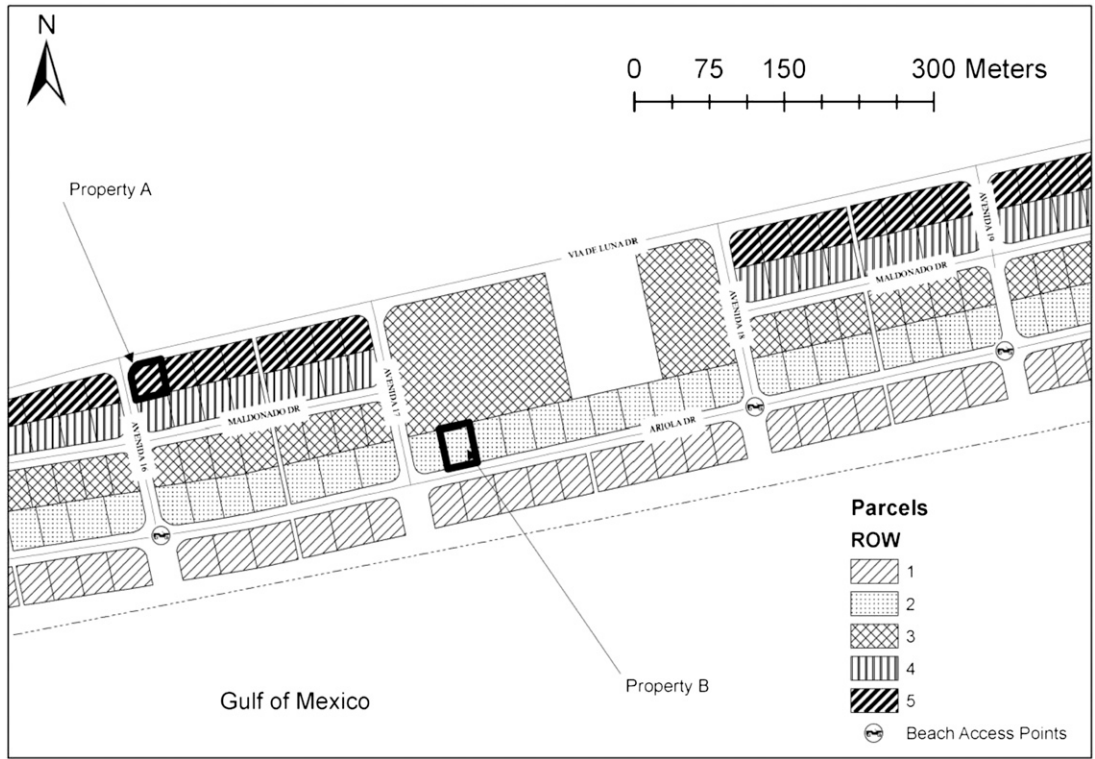 N
0 75 150 300 Meters
Property A
AVENIDA 19
VIA DE LUNA DR
MALDONADO DR
AVENIDA 18
AVENIDA 17
MALDONADO DR
ARIOLA DR
AVENIDA 16
Parcels
ROW
1
2
3
4
5
Beach Access Points
Property B
Gulf of Mexico